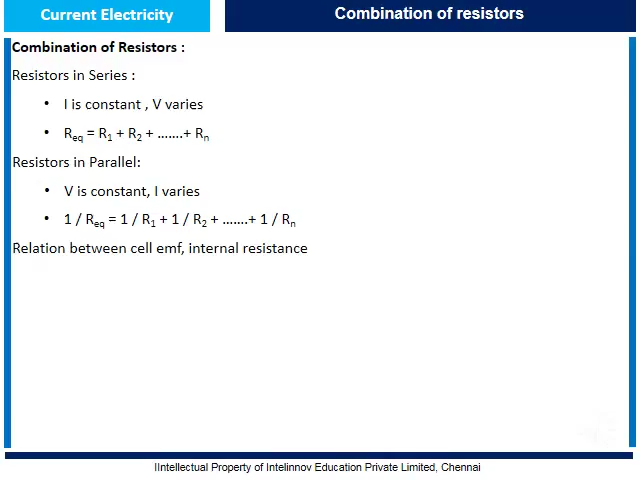 Current Electricity
Combination of resistors
Combination of Resistors :
Resistors in Series :
• I is constant , V varies
• Req = R1 + R2 + .......+ Rn
Resistors in Parallel:
• V is constant, I varies
• 1 / Req = 1 / R1 + 1 / R2 + .......+ 1 / Rn
Relation between cell emf, internal resistance
IIntellectual Property of Intelinnov Education Private Limited, Chennai